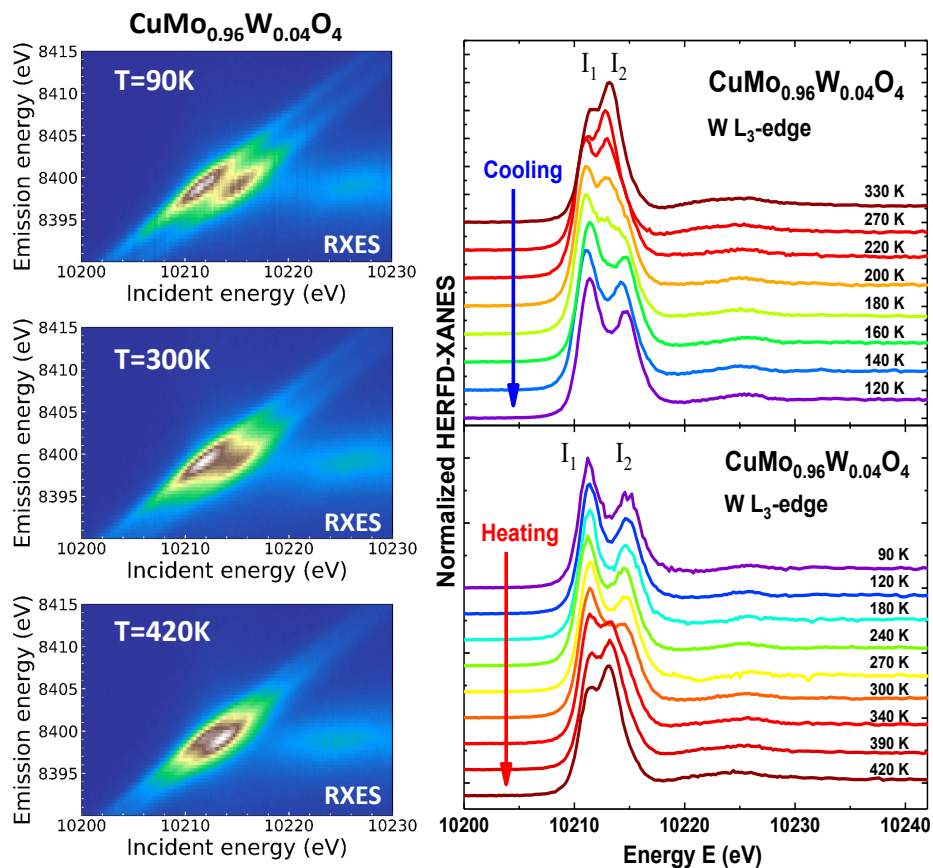 CuMo0.96W0.04O4
Emission energy (eV)
8415
8410
8405
8400
8395
T=90K
RXES
10200 10210 10220 10230
Incident energy (eV)
Emission energy (eV)
8415
8410
8405
8400
8395
T=300K
RXES
10200 10210 10220 10230
Incident energy (eV)
Emission energy (eV)
8415
8410
8405
8400
8395
T=420K
RXES
10200 10210 10220 10230
Incident energy (eV)
Normalized HERFD-XANES
I1 I2
CuMo0.96W0.04O4
W L3-edge
Cooling
330 K
270 K
220 K
200 K
180 K
160 K
140 K
120 K
I1 I2
CuMo0.96W0.04O4
W L3-edge
Heating
90 K
120 K
180 K
240 K
270 K
300 K
340 K
390 K
420 K
10200 10210 10220 10230 10240
Energy E (eV)